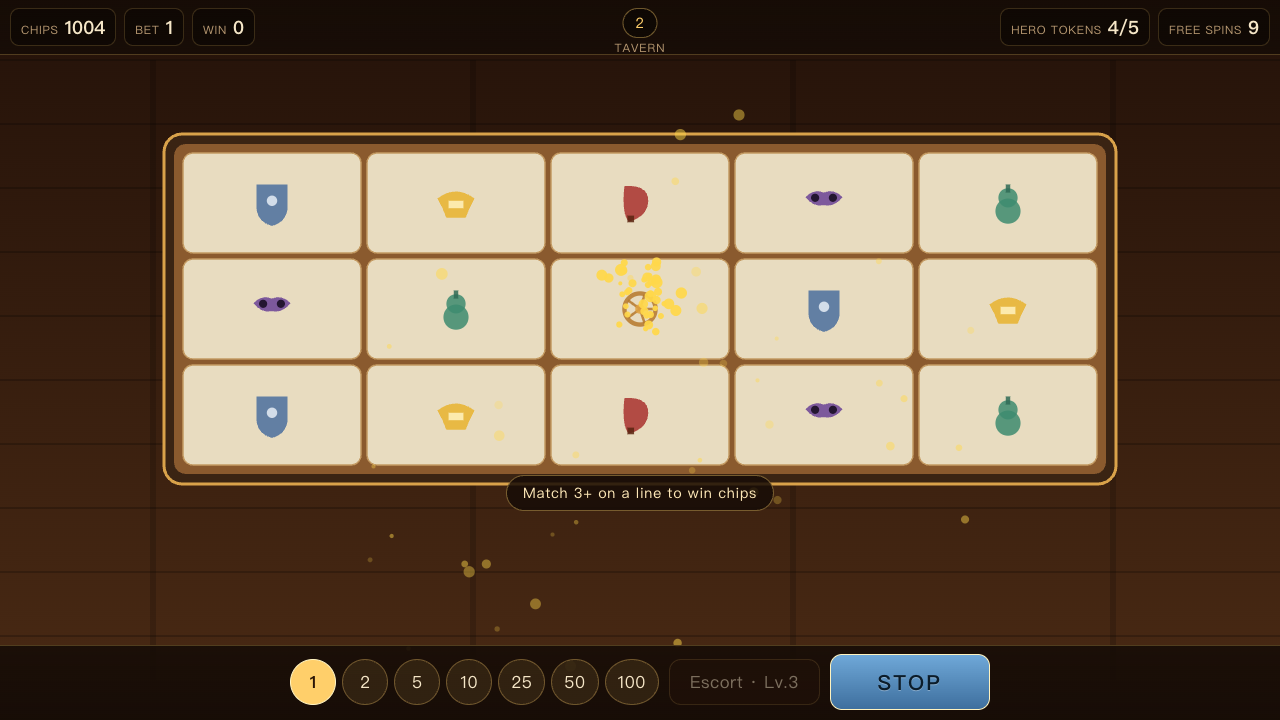 CHIPS 1004
BET 1
WIN 0
2
TAVERN
HERO TOKENS 4/5
FREE SPINS 9
Match 3+ on a line to win chips
1
2
5
10
25
50
100
Escort · Lv.3
STOP